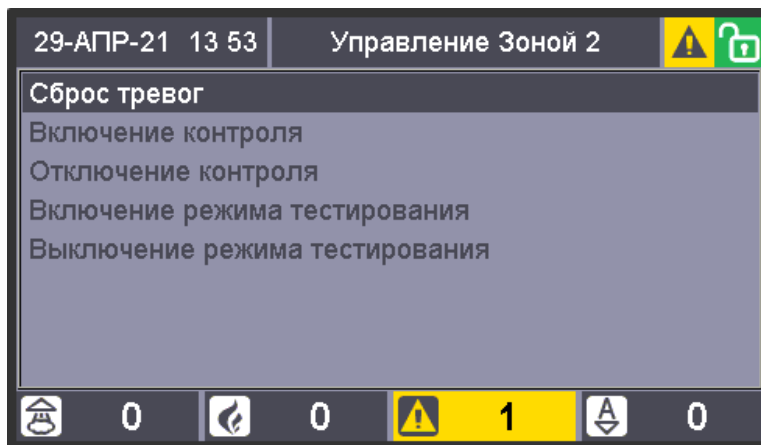 29-АПР-21 13 53 Управление Зоной 2
Сброс тревог
Включение контроля
Отключение контроля
Включение режима тестирования
Выключение режима тестирования
0 0 1 A 0